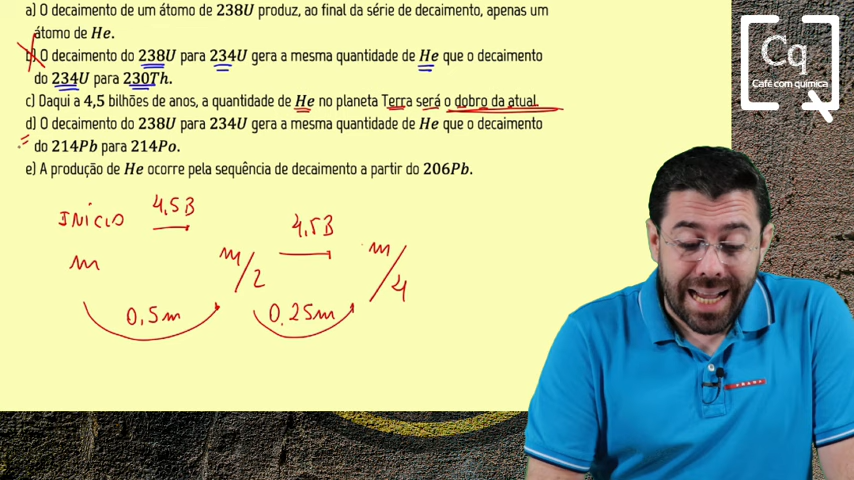 a) O decaimento de um átomo de 238U produz, ao final da série de decaimento, apenas um
átomo de He.
b) O decaimento do 238U para 234U gera a mesma quantidade de He que o decaimento
do 234U para 230Th.
c) Daqui a 4,5 bilhões de anos, a quantidade de He no planeta Terra será o dobro da atual.
d) O decaimento do 238U para 234U gera a mesma quantidade de He que o decaimento
do 214Pb para 214Po.
e) A produção de He ocorre pela sequência de decaimento a partir do 206Pb.
INÍCIO 4,5B 4,5B
m m/2 m/4
0,5m 0,25m
Cq
Café com química
PRADA